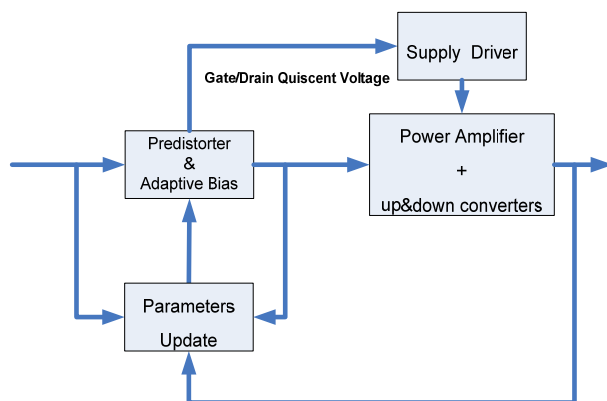 Supply Driver
Gate/Drain Quiscent Voltage
Predistorter
&
Adaptive Bias
Power Amplifier
+
up&down converters
Parameters
Update